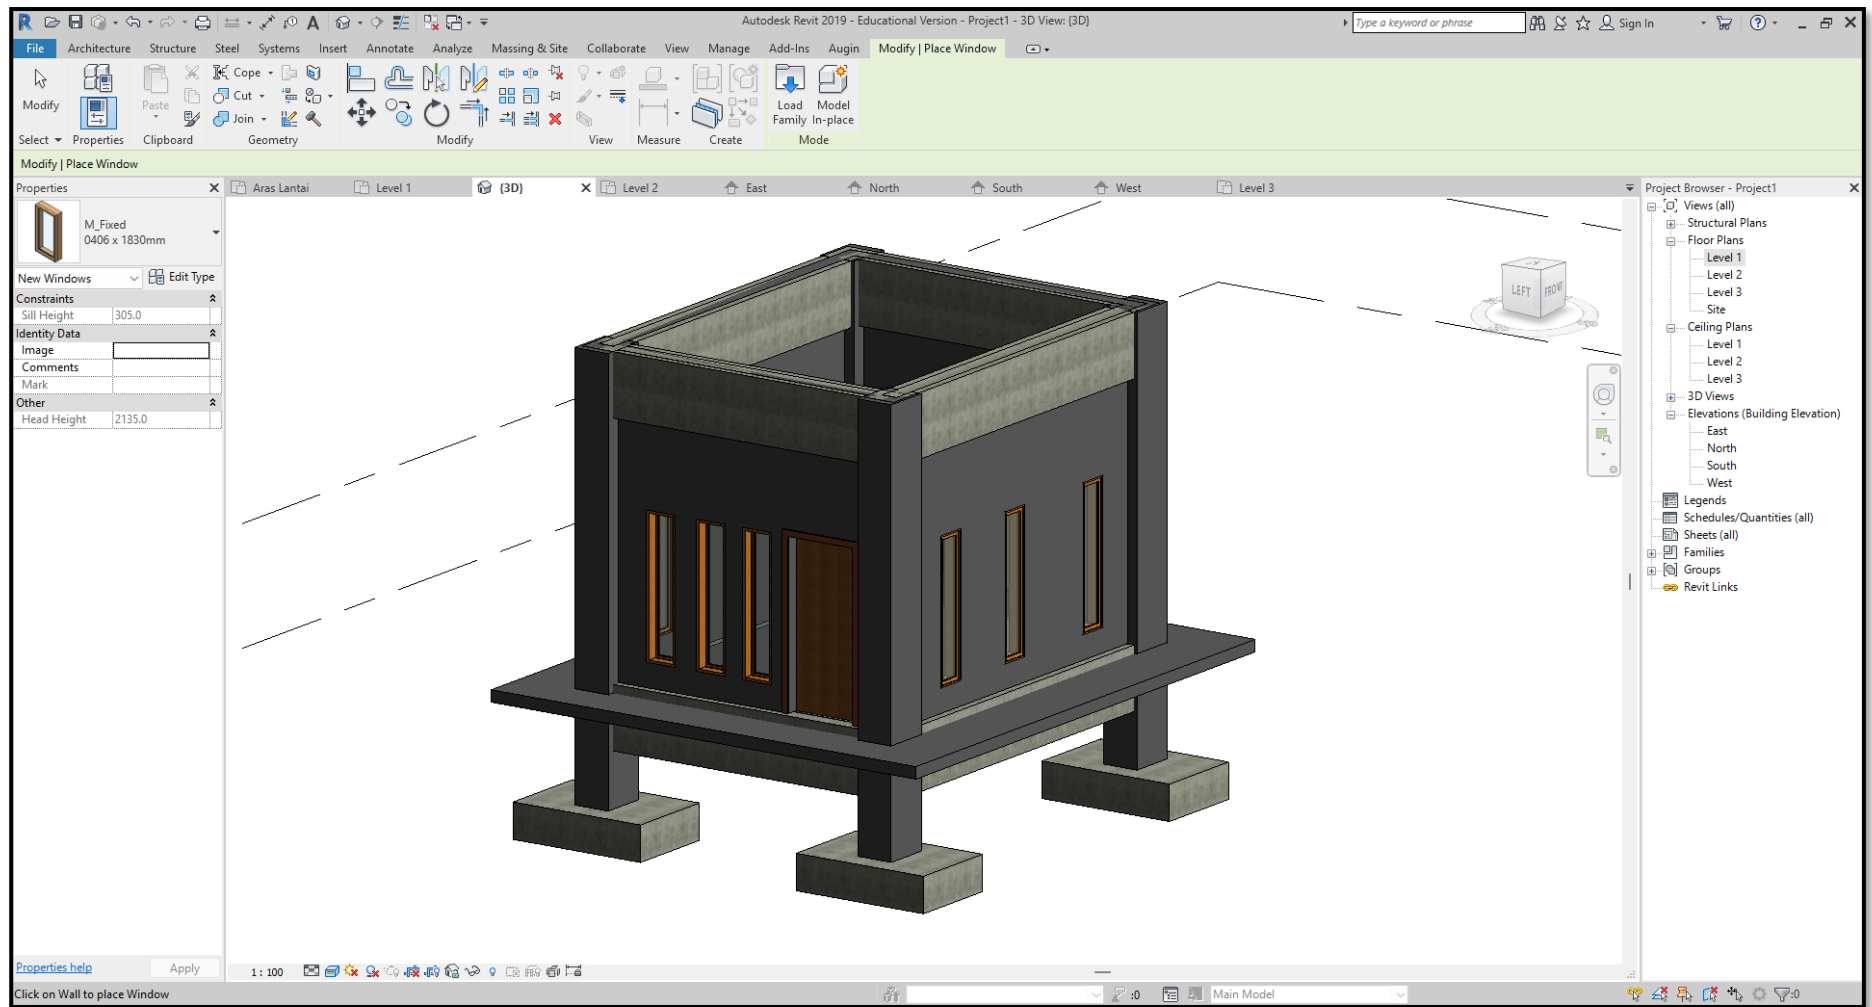 Autodesk Revit 2019 - Educational Version - Project1 - 3D View: {3D}
Type a keyword or phrase
Sign In
File Architecture Structure Steel Systems Insert Annotate Analyze Massing & Site Collaborate View Manage Add-Ins Augin Modify | Place Window
Modify
Paste
Cope
Cut
Join
Load Family
Model In-place
Select Properties Clipboard Geometry Modify View Measure Create Mode
Modify | Place Window
Properties
M_Fixed
0406 x 1830mm
New Windows
Edit Type
Constraints
Sill Height 305.0
Identity Data
Image
Comments
Mark
Other
Head Height 2135.0
Properties help
Apply
Aras Lantai Level 1 {3D} Level 2 East North South West Level 3
LEFT FRONT
Project Browser - Project1
Views (all)
Structural Plans
Floor Plans
Level 1
Level 2
Level 3
Site
Ceiling Plans
Level 1
Level 2
Level 3
3D Views
Elevations (Building Elevation)
East
North
South
West
Legends
Schedules/Quantities (all)
Sheets (all)
Families
Groups
Revit Links
1 : 100
Click on Wall to place Window
:0
Main Model
:0